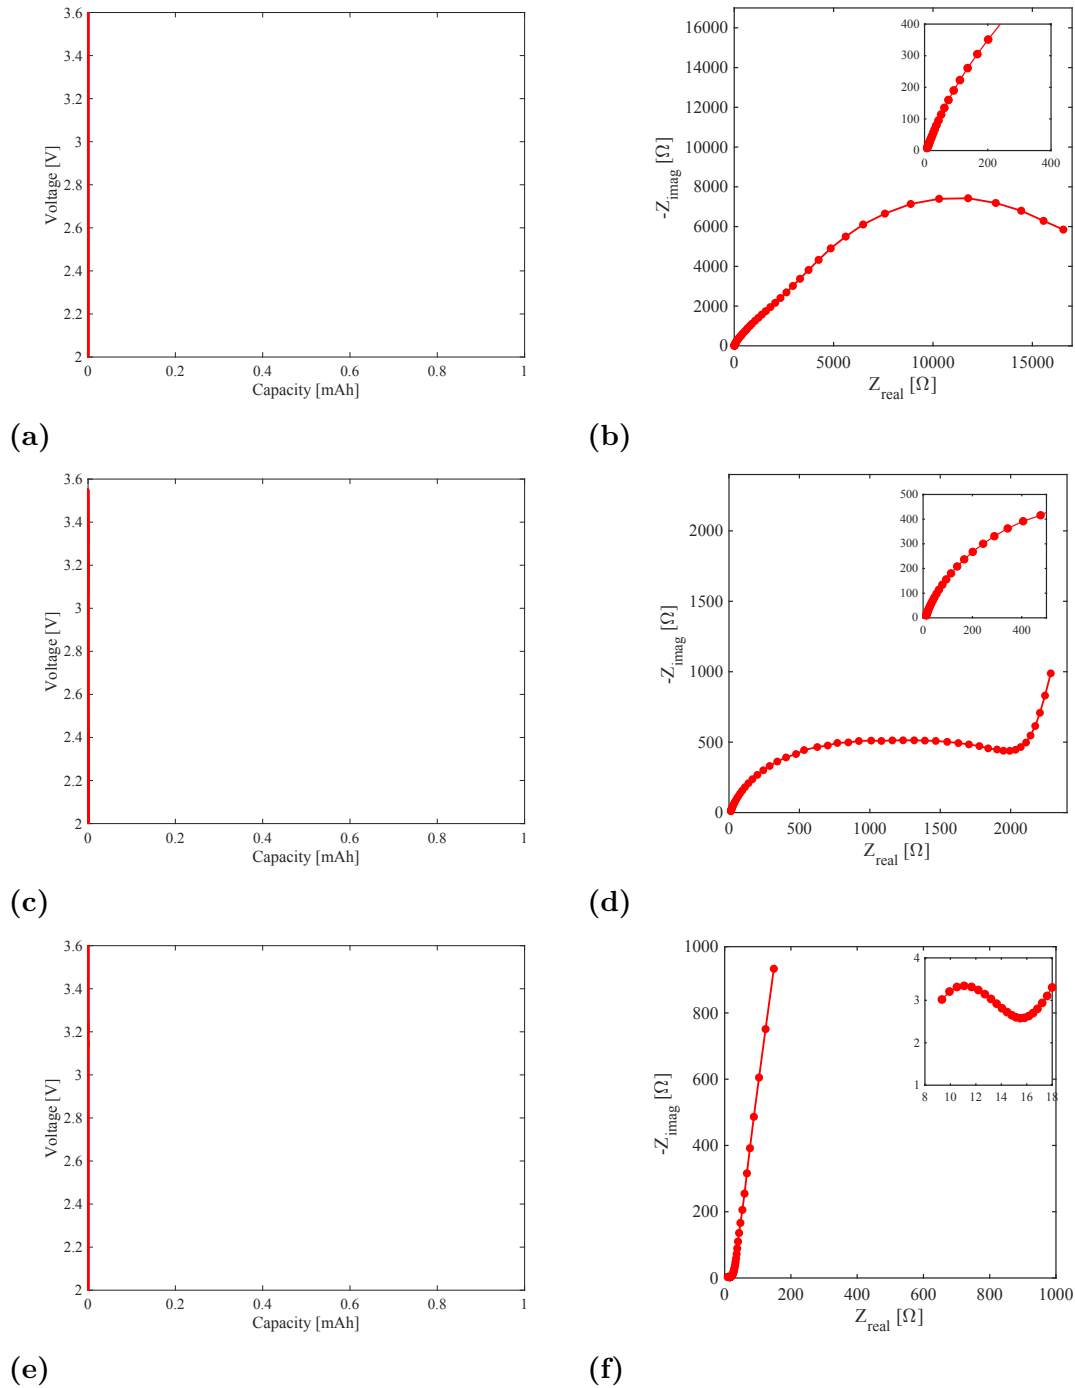 3.6
3.4
3.2
3
2.8
2.6
2.4
2.2
2
Voltage [V]
0 0.2 0.4 0.6 0.8 1
Capacity [mAh]
(a)
16000
14000
12000
10000
8000
6000
4000
2000
0
-Z_imag [Ω]
0 5000 10000 15000
Z_real [Ω]
400
300
200
100
0
0 200 400
(b)
3.6
3.4
3.2
3
2.8
2.6
2.4
2.2
2
Voltage [V]
0 0.2 0.4 0.6 0.8 1
Capacity [mAh]
(c)
2000
1500
1000
500
0
-Z_imag [Ω]
0 500 1000 1500 2000
Z_real [Ω]
500
400
300
200
100
0
0 200 400
(d)
3.6
3.4
3.2
3
2.8
2.6
2.4
2.2
2
Voltage [V]
0 0.2 0.4 0.6 0.8 1
Capacity [mAh]
(e)
1000
800
600
400
200
0
-Z_imag [Ω]
0 200 400 600 800 1000
Z_real [Ω]
4
3
2
1
8 10 12 14 16 18
(f)